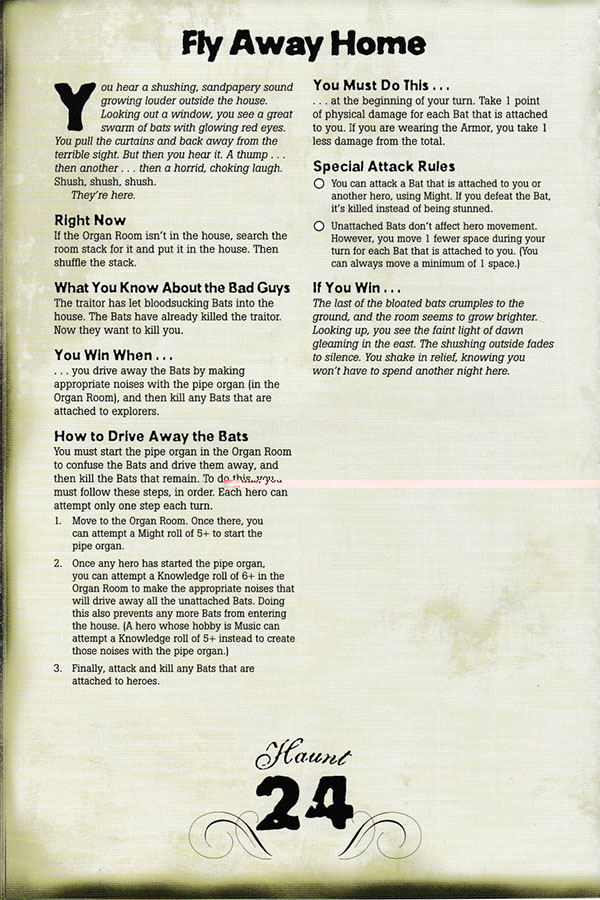 Fly Away Home
You hear a shushing, sandpapery sound
growing louder outside the house.
Looking out a window, you see a great
swarm of bats with glowing red eyes.
You pull the curtains and back away from the
terrible sight. But then you hear it. A thump . . .
then another . . . then a horrid, choking laugh.
Shush, shush, shush.
They're here.
Right Now
If the Organ Room isn't in the house, search the
room stack for it and put it in the house. Then
shuffle the stack.
What You Know About the Bad Guys
The traitor has let bloodsucking Bats into the
house. The Bats have already killed the traitor.
Now they want to kill you.
You Win When . . .
. . . you drive away the Bats by making
appropriate noises with the pipe organ (in the
Organ Room), and then kill any Bats that are
attached to explorers.
How to Drive Away the Bats
You must start the pipe organ in the Organ Room
to confuse the Bats and drive them away, and
then kill the Bats that remain. To do this, you
must follow these steps, in order. Each hero can
attempt only one step each turn.
1. Move to the Organ Room. Once there, you
can attempt a Might roll of 5+ to start the
pipe organ.
2. Once any hero has started the pipe organ,
you can attempt a Knowledge roll of 6+ in the
Organ Room to make the appropriate noises that
will drive away all the unattached Bats. Doing
this also prevents any more Bats from entering
the house. (A hero whose hobby is Music can
attempt a Knowledge roll of 5+ instead to create
those noises with the pipe organ.)
3. Finally, attack and kill any Bats that are
attached to heroes.
You Must Do This . . .
. . . at the beginning of your turn. Take 1 point
of physical damage for each Bat that is attached
to you. If you are wearing the Armor, you take 1
less damage from the total.
Special Attack Rules
You can attack a Bat that is attached to you or
another hero, using Might. If you defeat the Bat,
it's killed instead of being stunned.
Unattached Bats don't affect hero movement.
However, you move 1 fewer space during your
turn for each Bat that is attached to you. (You
can always move a minimum of 1 space.)
If You Win . . .
The last of the bloated bats crumples to the
ground, and the room seems to grow brighter.
Looking up, you see the faint light of dawn
gleaming in the east. The shushing outside fades
to silence. You shake in relief, knowing you
won't have to spend another night here.
Haunt
24